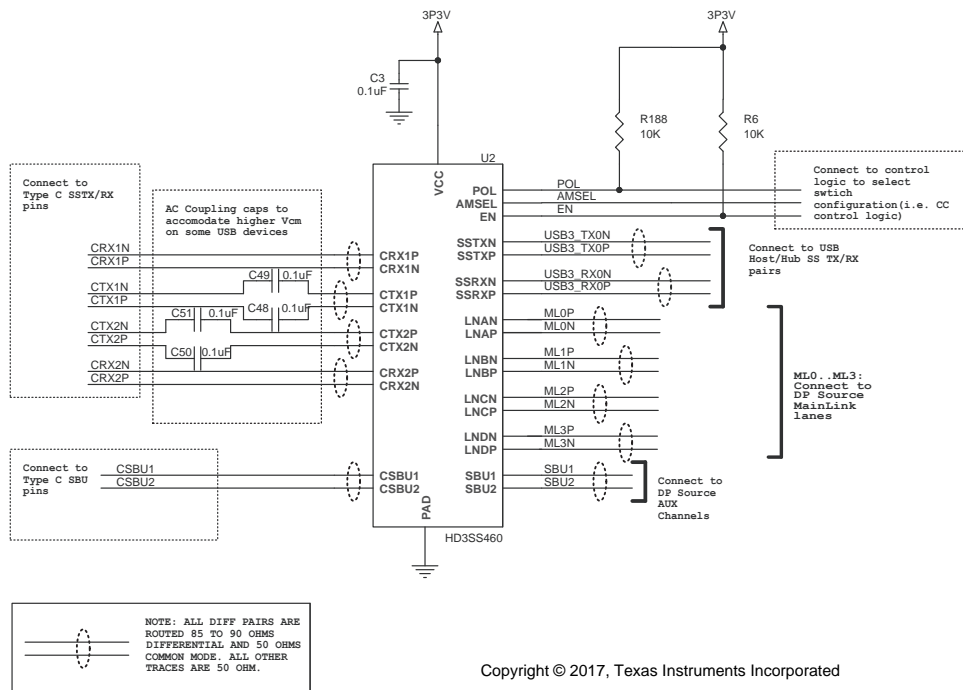 3P3V
3P3V
C3
0.1uF
R188
10K
R6
10K
U2
VCC
Connect to
Type C SSTX/RX
pins
AC Coupling caps to
accomodate higher Vcm
on some USB devices
Connect to control
logic to select
swtich
configuration(i.e. CC
control logic)
POL
AMSEL
EN
POL
AMSEL
EN
CRX1N
CRX1P
CTX1N
CTX1P
CTX2N
CTX2P
CRX2N
CRX2P
C49
0.1uF
C48
0.1uF
C51
0.1uF
C50
0.1uF
CRX1P
CRX1N
CTX1P
CTX1N
CTX2P
CTX2N
CRX2P
CRX2N
SSTXN
SSTXP
SSRXN
SSRXP
USB3_TX0N
USB3_TX0P
USB3_RX0N
USB3_RX0P
Connect to USB
Host/Hub SS TX/RX
pairs
LNAN
LNAP
LNBN
LNBP
LNCN
LNCP
LNDN
LNDP
ML0P
ML0N
ML1P
ML1N
ML2P
ML2N
ML3P
ML3N
ML0..ML3:
Connect to
DP Source
MainLink
lanes
Connect to
Type C SBU
pins
CSBU1
CSBU2
CSBU1
CSBU2
SBU1
SBU2
SBU1
SBU2
Connect to
DP Source
AUX
Channels
PAD
HD3SS460
NOTE: ALL DIFF PAIRS ARE
ROUTED 85 TO 90 OHMS
DIFFERENTIAL AND 50 OHMS
COMMON MODE. ALL OTHER
TRACES ARE 50 OHM.
Copyright © 2017, Texas Instruments Incorporated